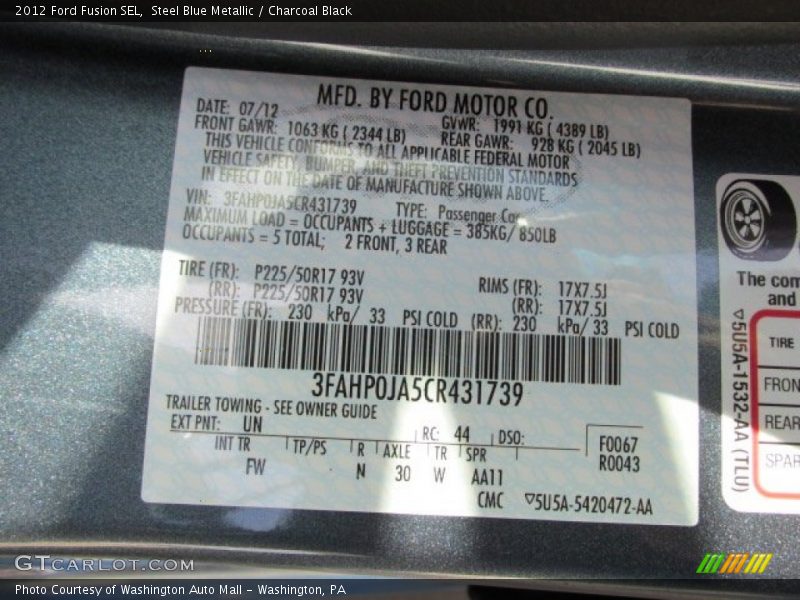 2012 Ford Fusion SEL, Steel Blue Metallic / Charcoal Black
MFD. BY FORD MOTOR CO.
DATE: 07/12
GVWR: 1991 KG ( 4389 LB)
FRONT GAWR: 1063 KG ( 2344 LB)
REAR GAWR: 928 KG ( 2045 LB)
THIS VEHICLE CONFORMS TO ALL APPLICABLE FEDERAL MOTOR
VEHICLE SAFETY, BUMPER, AND THEFT PREVENTION STANDARDS
IN EFFECT ON THE DATE OF MANUFACTURE SHOWN ABOVE.
VIN: 3FAHP0JA5CR431739 TYPE: Passenger Car
MAXIMUM LOAD = OCCUPANTS + LUGGAGE = 385KG/ 850LB
OCCUPANTS = 5 TOTAL; 2 FRONT, 3 REAR
TIRE (FR): P225/50R17 93V RIMS (FR): 17X7.5J
(RR): P225/50R17 93V (RR): 17X7.5J
PRESSURE (FR): 230 kPa/ 33 PSI COLD (RR): 230 kPa/ 33 PSI COLD
3FAHP0JA5CR431739
TRAILER TOWING - SEE OWNER GUIDE
EXT PNT: UN RC: 44 DSO:
INT TR TP/PS R AXLE TR SPR
FW N 30 W AA11
F0067
R0043
CMC ▽5U5A-5420472-AA
The com
and
TIRE
FRON
REAR
SPAR
▽5U5A-1532-AA (TLU)
GTCARLOT.COM
Photo Courtesy of Washington Auto Mall - Washington, PA